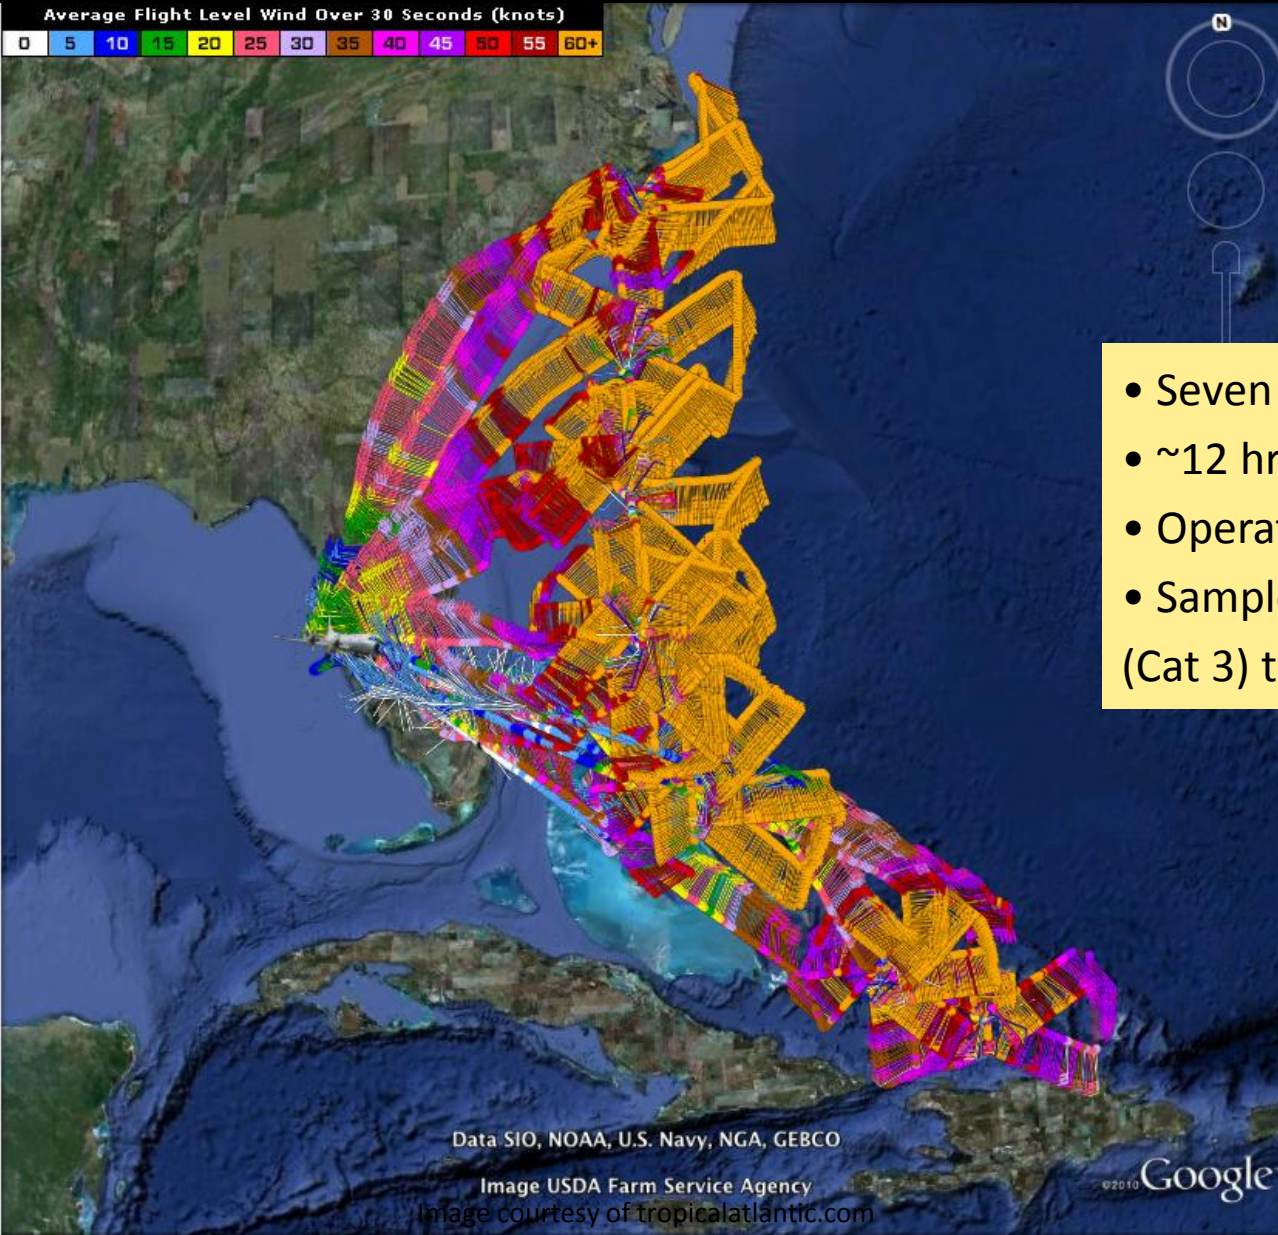 Average Flight Level Wind Over 30 Seconds (knots)
0 5 10 15 20 25 30 35 40 45 50 55 60+
N
• Seven
• ~12 hr
• Operat
• Sample
(Cat 3) t
Data SIO, NOAA, U.S. Navy, NGA, GEBCO
Image USDA Farm Service Agency
©2010 Google
Image courtesy of tropicalatlantic.com